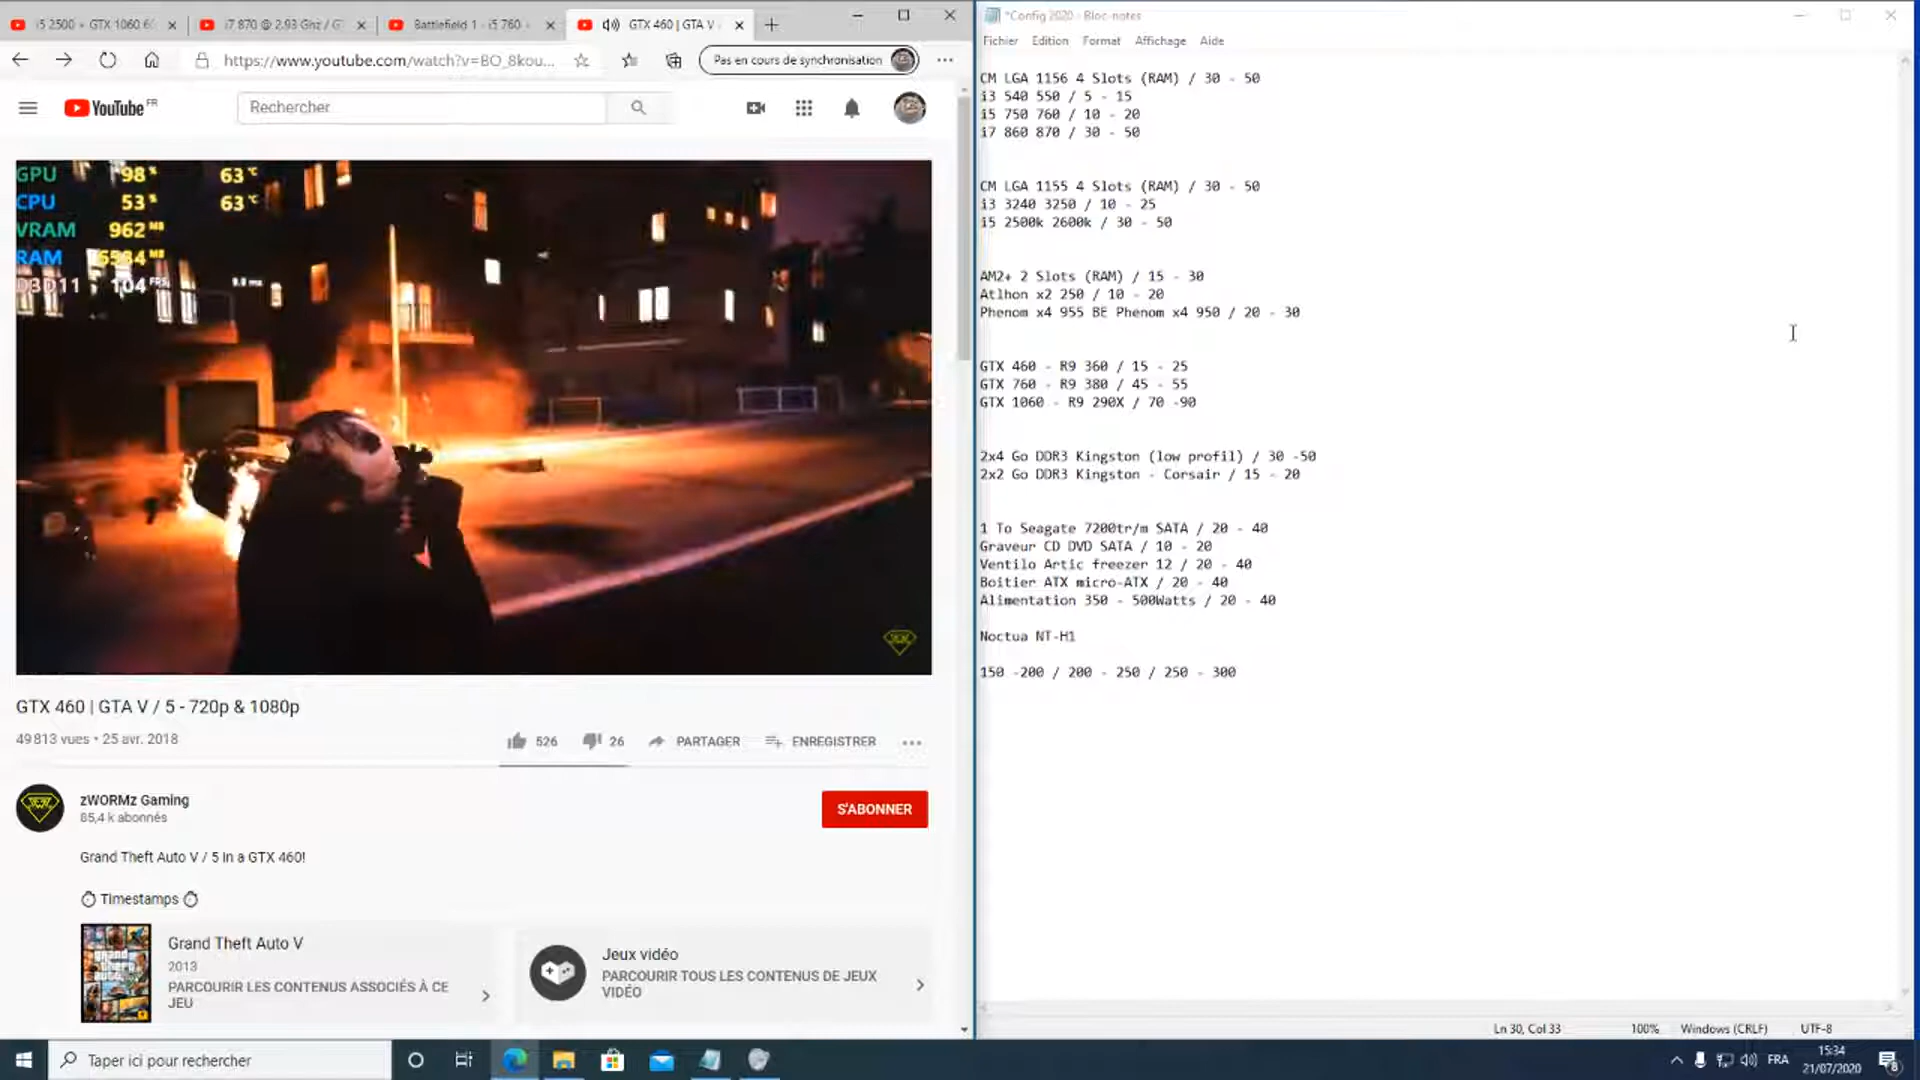 i5 2500 + GTX 1060 6G
i7 870 @ 2.93 Ghz / GT
Battlefield 1 - i5 760 -
GTX 460 | GTA V -
https://www.youtube.com/watch?v=BO_8kou...
Pas en cours de synchronisation
YouTube FR
Rechercher
GPU 98 % 63 °C
CPU 53 % 63 °C
VRAM 962 MB
RAM MB
D3D11 104 FPS
GTX 460 | GTA V / 5 - 720p & 1080p
49 813 vues • 25 avr. 2018
526
26
PARTAGER
ENREGISTRER
zWORMz Gaming
85,4 k abonnés
S'ABONNER
Grand Theft Auto V / 5 in a GTX 460!
Timestamps
Grand Theft Auto V
2013
PARCOURIR LES CONTENUS ASSOCIÉS À CE
JEU
Jeux vidéo
PARCOURIR TOUS LES CONTENUS DE JEUX
VIDÉO
*Config 2020 - Bloc-notes
Fichier Edition Format Affichage Aide
CM LGA 1156 4 Slots (RAM) / 30 - 50
i3 540 550 / 5 - 15
i5 750 760 / 10 - 20
i7 860 870 / 30 - 50
CM LGA 1155 4 Slots (RAM) / 30 - 50
i3 3240 3250 / 10 - 25
i5 2500k 2600k / 30 - 50
AM2+ 2 Slots (RAM) / 15 - 30
Atlhon x2 250 / 10 - 20
Phenom x4 955 BE Phenom x4 950 / 20 - 30
GTX 460 - R9 360 / 15 - 25
GTX 760 - R9 380 / 45 - 55
GTX 1060 - R9 290X / 70 -90
2x4 Go DDR3 Kingston (low profil) / 30 -50
2x2 Go DDR3 Kingston - Corsair / 15 - 20
1 To Seagate 7200tr/m SATA / 20 - 40
Graveur CD DVD SATA / 10 - 20
Ventilo Artic freezer 12 / 20 - 40
Boitier ATX micro-ATX / 20 - 40
Alimentation 350 - 500Watts / 20 - 40
Noctua NT-H1
150 -200 / 200 - 250 / 250 - 300
Ln 30, Col 33
100%
Windows (CRLF)
UTF-8
Taper ici pour rechercher
FRA
15:34
21/07/2020
8